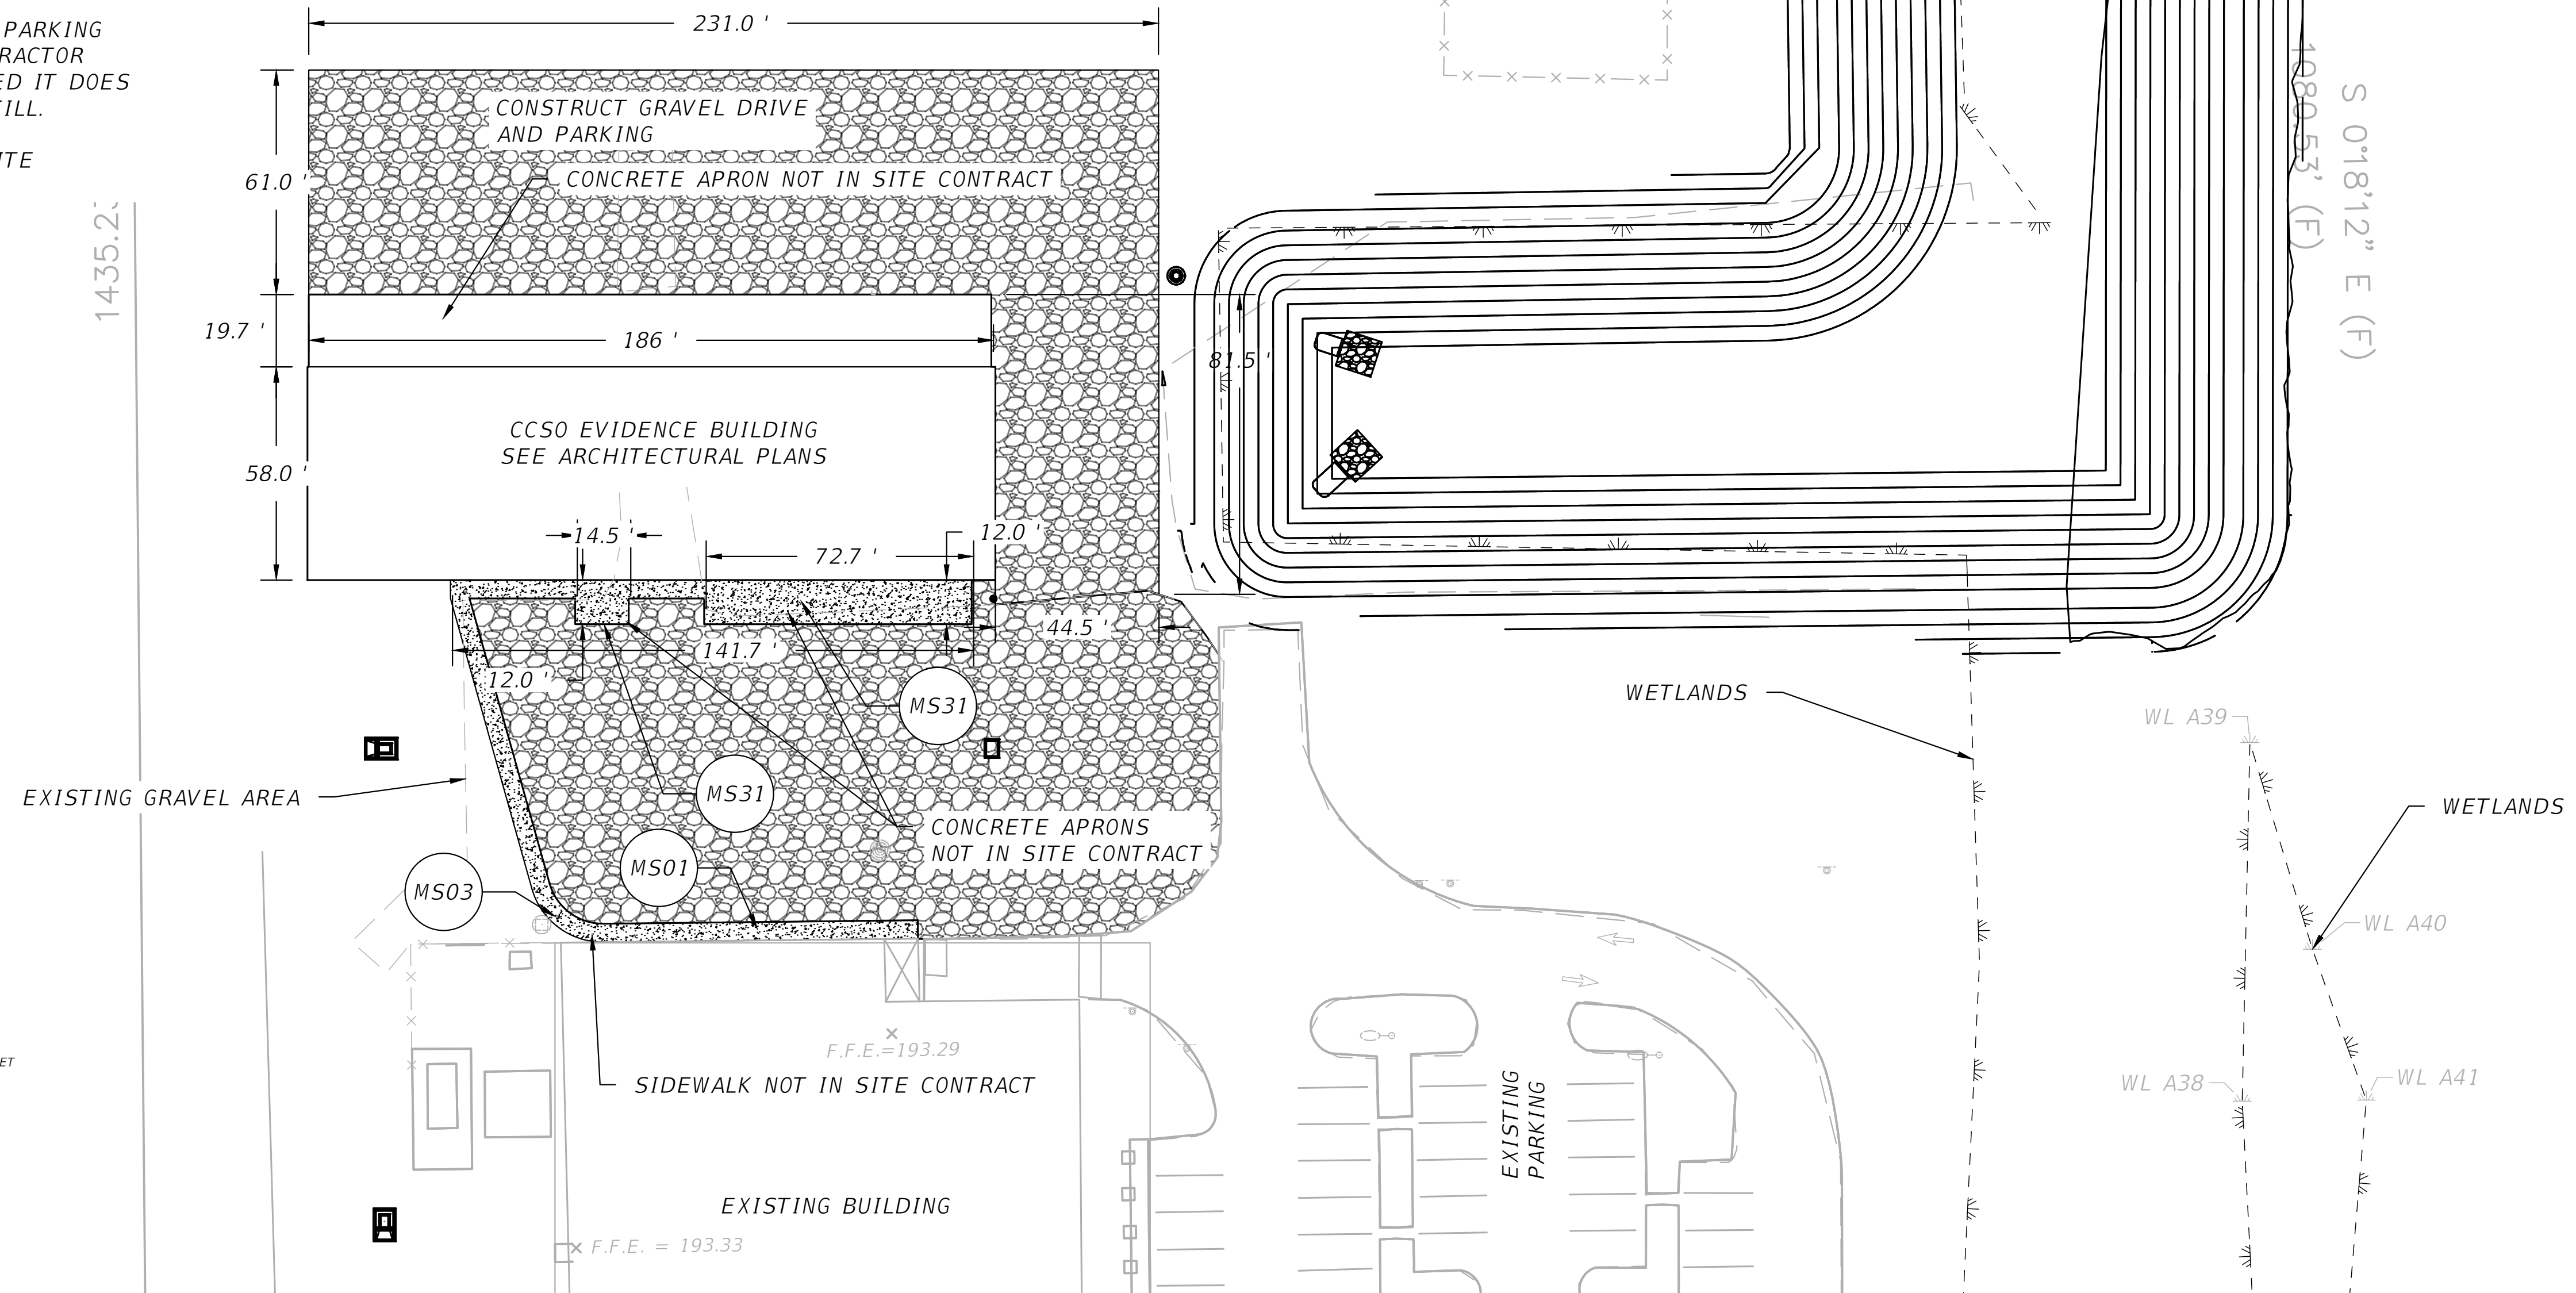 231.0 '
PARKING
RACTOR
ED IT DOES
ILL.
ITE
CONSTRUCT GRAVEL DRIVE
AND PARKING
61.0 '
CONCRETE APRON NOT IN SITE CONTRACT
1435.2
S 0°18'12" E (F)
1080.53' (F)
19.7 '
186 '
81.5 '
CCSO EVIDENCE BUILDING
SEE ARCHITECTURAL PLANS
58.0 '
14.5 '
72.7 '
12.0 '
44.5 '
141.7 '
12.0 '
MS31
WETLANDS
WL A39
MS31
EXISTING GRAVEL AREA
WETLANDS
CONCRETE APRONS
NOT IN SITE CONTRACT
MS01
MS03
WL A40
F.F.E.=193.29
SIDEWALK NOT IN SITE CONTRACT
EXISTING
PARKING
WL A38
WL A41
ET
EXISTING BUILDING
F.F.E. = 193.33